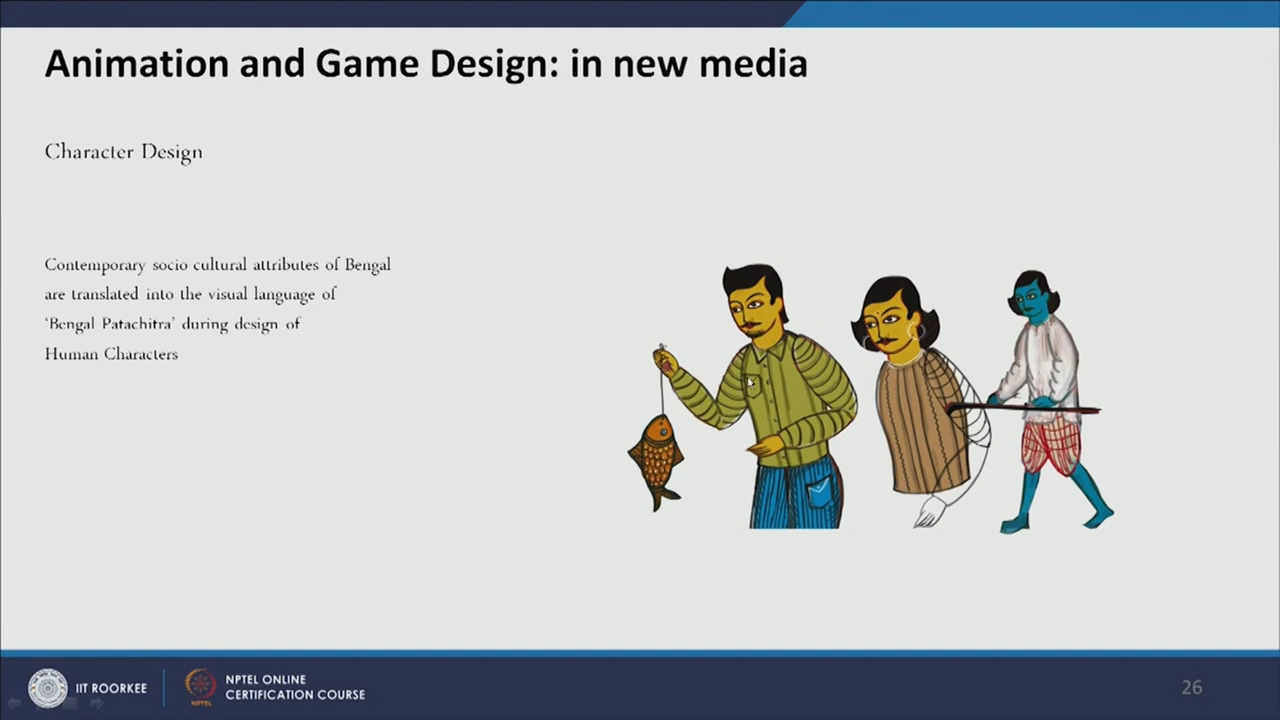 Animation and Game Design: in new media
Character Design
Contemporary socio cultural attributes of Bengal
are translated into the visual language of
‘Bengal Patachitra’ during design of
Human Characters
IIT ROORKEE
NPTEL
NPTEL ONLINE
CERTIFICATION COURSE
26